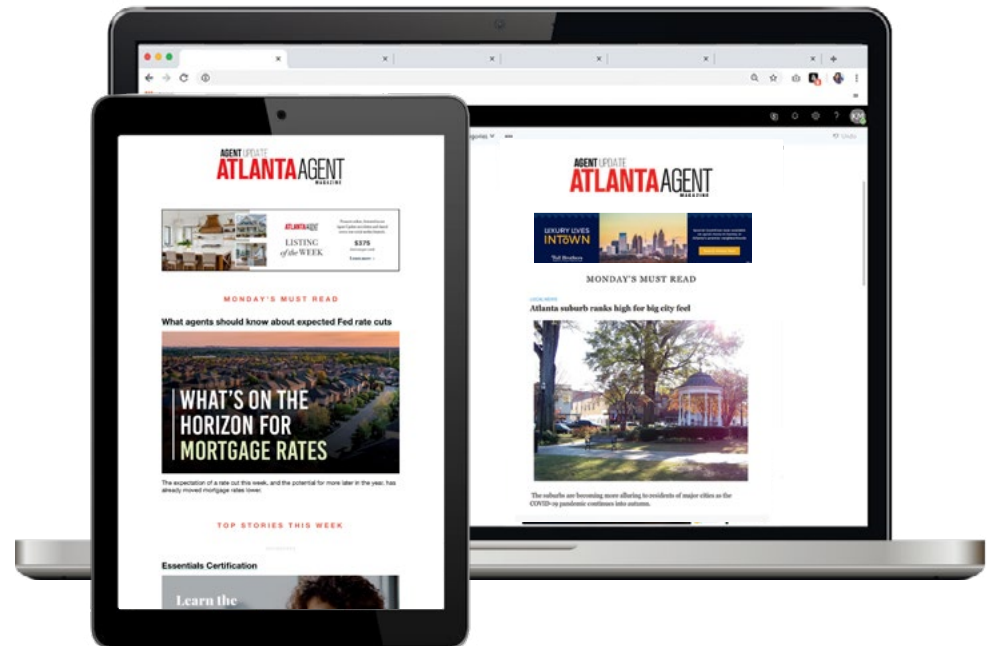 AGENT UPDATE
ATLANTA AGENT
MAGAZINE
ATLANTA AGENT
LISTING
of the WEEK
$375
Learn more
MONDAY'S MUST READ
What agents should know about expected Fed rate cuts
WHAT'S ON THE
HORIZON FOR
MORTGAGE RATES
The expectation of a rate cut this week, and the potential for more later in the year, has
already moved mortgage rates lower.
TOP STORIES THIS WEEK
Essentials Certification
Learn the
Undo
AGENT UPDATE
ATLANTA AGENT
MAGAZINE
LUXURY LIVES
INTOWN
Toll Brothers
MONDAY'S MUST READ
LOCAL NEWS
Atlanta suburb ranks high for big city feel
The suburbs are becoming more alluring to residents of major cities as the
COVID-19 pandemic continues into autumn.